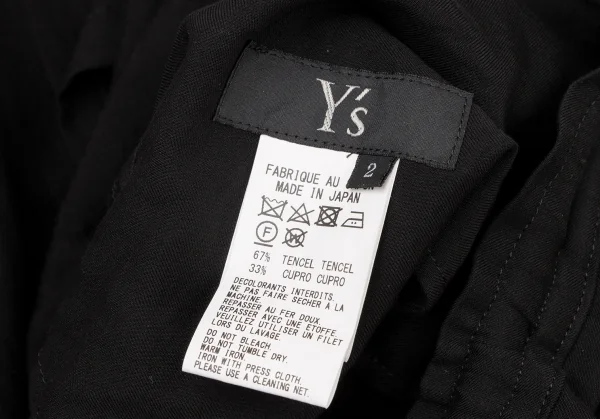 Y's
2
FABRIQUE AU
MADE IN JAPAN
F
W
67% TENCEL TENCEL
33% CUPRO CUPRO
DECOLORANTS INTERDITS.
NE PAS FAIRE SECHER A LA
MACHINE.
REPASSER AU FER DOUX.
REPASSER AVEC UNE ETOFFE.
VEUILLEZ UTILISER UN FILET
LORS DU LAVAGE.
DO NOT BLEACH.
DO NOT TUMBLE DRY.
WARM IRON.
IRON WITH PRESS CLOTH.
PLEASE USE A CLEANING NET.